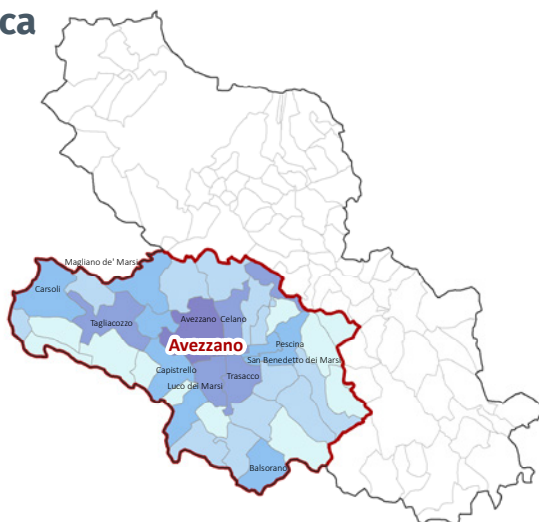 ca
Magliano de' Marsi
Carsoli
Tagliacozzo
Avezzano
Celano
Avezzano
Pescina
San Benedetto dei Marsi
Capistrello
Trasacco
Luco dei Marsi
Balsorano